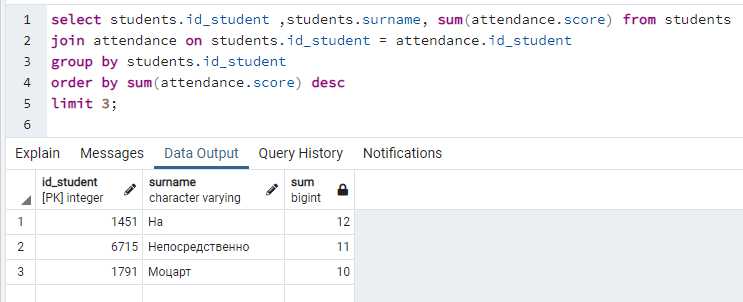 1 select students.id_student ,students.surname, sum(attendance.score) from students
2 join attendance on students.id_student = attendance.id_student
3 group by students.id_student
4 order by sum(attendance.score) desc
5 limit 3;
6
Explain Messages Data Output Query History Notifications
id_student surname sum
[PK] integer character varying bigint
1 1451 На 12
2 6715 Непосредственно 11
3 1791 Моцарт 10